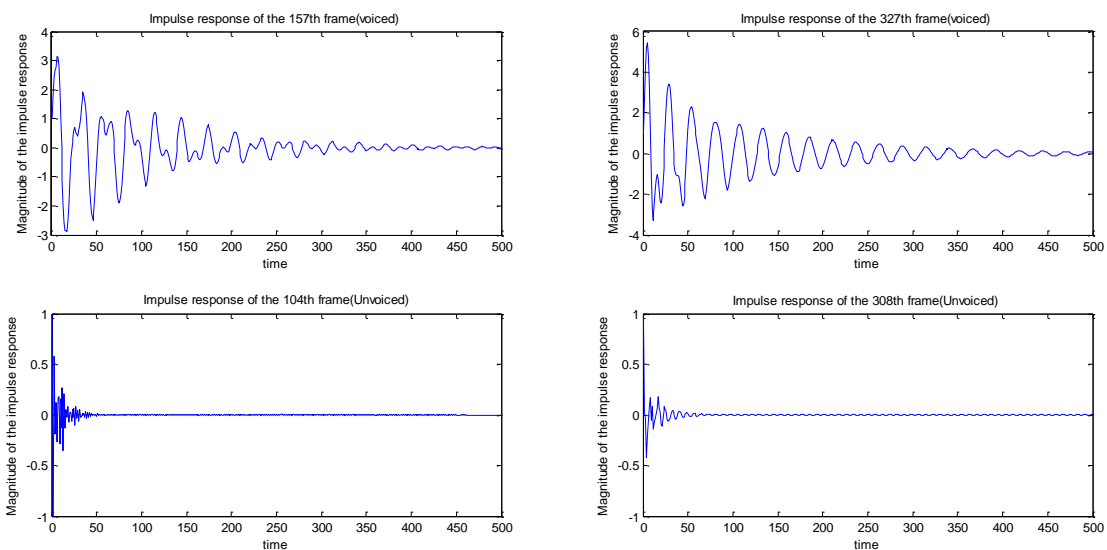 Impulse response of the 157th frame(voiced)
4
3
2
1
0
-1
-2
-3
Magnitude of the impulse response
0 50 100 150 200 250 300 350 400 450 500
time
Impulse response of the 327th frame(voiced)
6
4
2
0
-2
-4
Magnitude of the impulse response
0 50 100 150 200 250 300 350 400 450 500
time
Impulse response of the 104th frame(Unvoiced)
1
0.5
0
-0.5
-1
Magnitude of the impulse response
0 50 100 150 200 250 300 350 400 450 500
time
Impulse response of the 308th frame(Unvoiced)
1
0.5
0
-0.5
-1
Magnitude of the impulse response
0 50 100 150 200 250 300 350 400 450 500
time